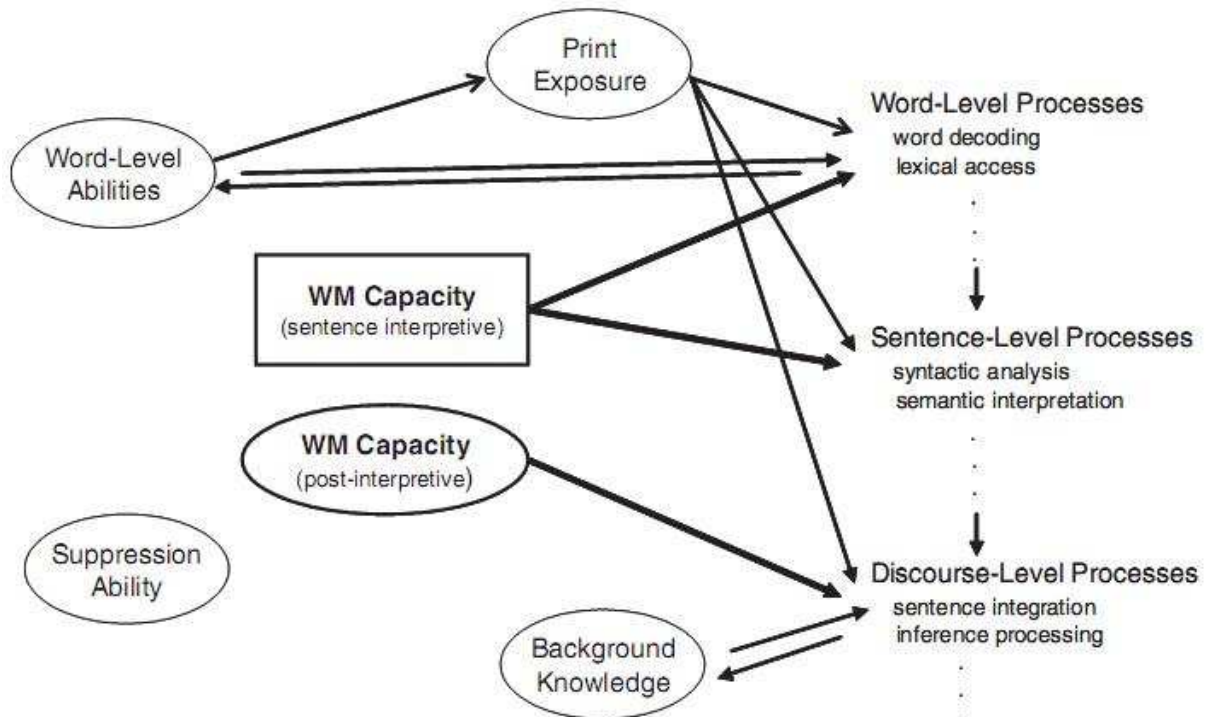 Print
Exposure
Word-Level Processes
word decoding
lexical access
Word-Level
Abilities
WM Capacity
(sentence interpretive)
Sentence-Level Processes
syntactic analysis
semantic interpretation
WM Capacity
(post-interpretive)
Suppression
Ability
Discourse-Level Processes
sentence integration
inference processing
Background
Knowledge